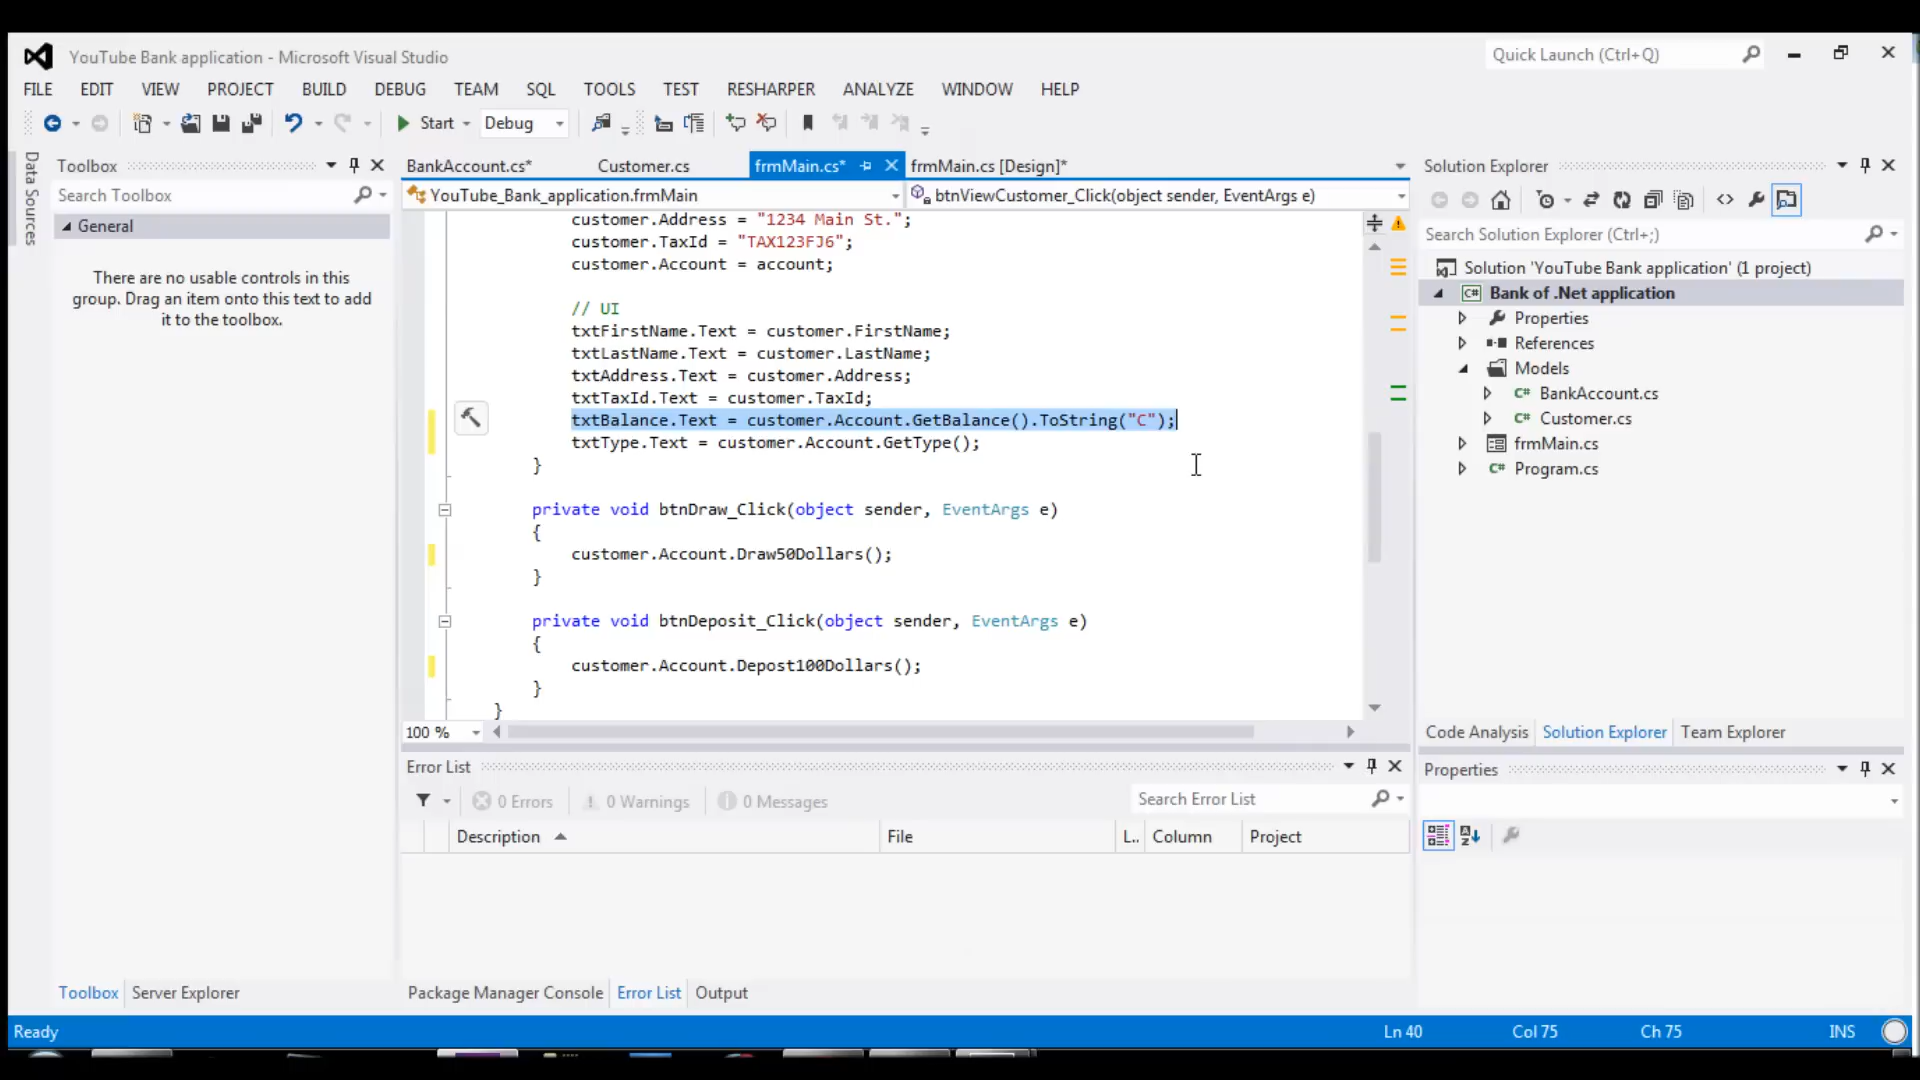 YouTube Bank application - Microsoft Visual Studio
Quick Launch (Ctrl+Q)
FILE EDIT VIEW PROJECT BUILD DEBUG TEAM SQL TOOLS TEST RESHARPER ANALYZE WINDOW HELP
Start Debug
Data Sources
Toolbox
Search Toolbox
General
There are no usable controls in this
group. Drag an item onto this text to add
it to the toolbox.
Toolbox Server Explorer
BankAccount.cs* Customer.cs frmMain.cs* frmMain.cs [Design]*
YouTube_Bank_application.frmMain btnViewCustomer_Click(object sender, EventArgs e)
customer.Address = "1234 Main St.";
customer.TaxId = "TAX123FJ6";
customer.Account = account;
// UI
txtFirstName.Text = customer.FirstName;
txtLastName.Text = customer.LastName;
txtAddress.Text = customer.Address;
txtTaxId.Text = customer.TaxId;
txtBalance.Text = customer.Account.GetBalance().ToString("C");
txtType.Text = customer.Account.GetType();
}
private void btnDraw_Click(object sender, EventArgs e)
{
customer.Account.Draw50Dollars();
}
private void btnDeposit_Click(object sender, EventArgs e)
{
customer.Account.Depost100Dollars();
}
}
100 %
Error List
0 Errors 0 Warnings 0 Messages Search Error List
Description File L.. Column Project
Package Manager Console Error List Output
Solution Explorer
Search Solution Explorer (Ctrl+;)
Solution 'YouTube Bank application' (1 project)
C# Bank of .Net application
Properties
References
Models
C# BankAccount.cs
C# Customer.cs
frmMain.cs
C# Program.cs
Code Analysis Solution Explorer Team Explorer
Properties
Ready Ln 40 Col 75 Ch 75 INS